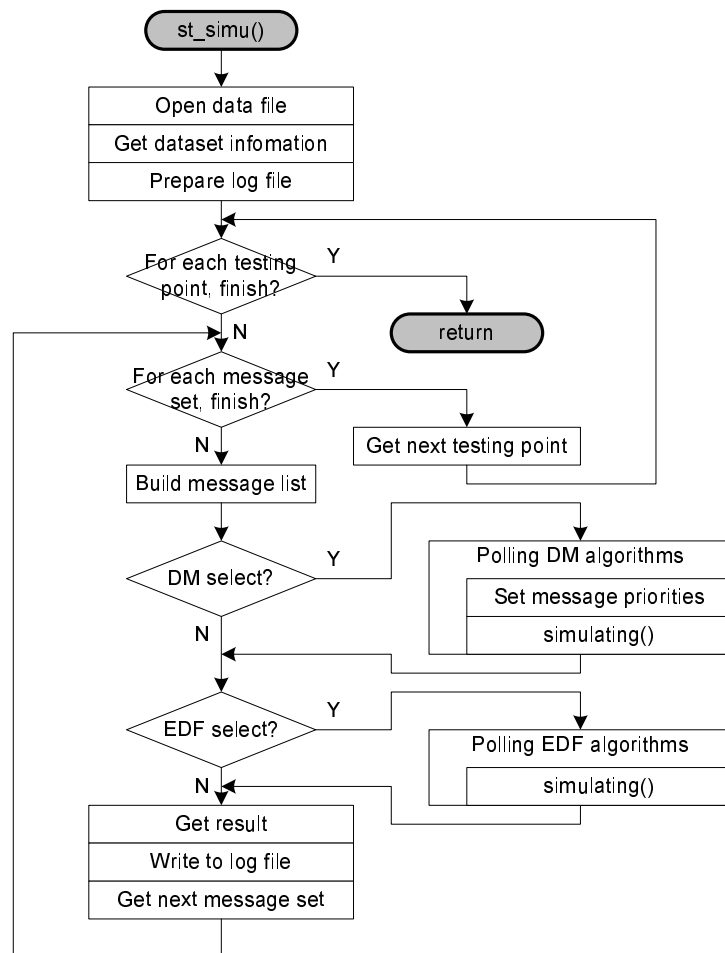 st_simu()
Open data file
Get dataset infomation
Prepare log file
For each testing
point, finish?
Y
return
N
For each message
set, finish?
Y
Get next testing point
N
Build message list
DM select?
Y
Polling DM algorithms
Set message priorities
simulating()
N
EDF select?
Y
Polling EDF algorithms
simulating()
N
Get result
Write to log file
Get next message set